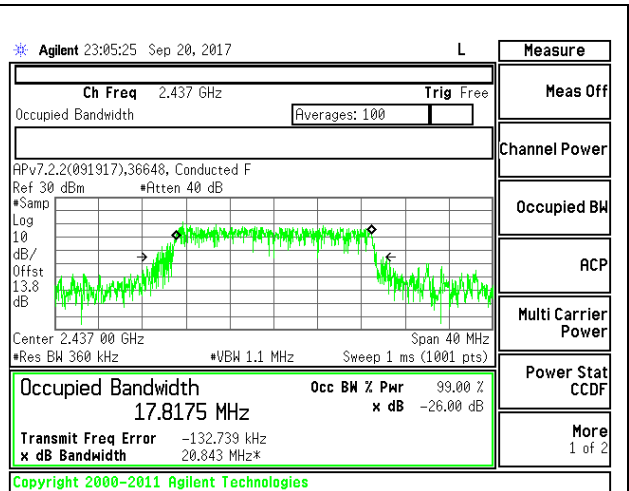 Agilent 23:05:25 Sep 20, 2017 L Measure
Ch Freq 2.437 GHz Trig Free
Occupied Bandwidth Averages: 100
APv7.2.2(091917),36648, Conducted F
Ref 30 dBm #Atten 40 dB
#Samp
Log
10
dB/
Offst
13.8
dB
Center 2.437 00 GHz Span 40 MHz
#Res BW 360 kHz #VBW 1.1 MHz Sweep 1 ms (1001 pts)
Occupied Bandwidth Occ BW % Pwr 99.00 %
17.8175 MHz x dB -26.00 dB
Transmit Freq Error -132.739 kHz
x dB Bandwidth 20.843 MHz*
Copyright 2000-2011 Agilent Technologies
Meas Off
Channel Power
Occupied BW
ACP
Multi Carrier
Power
Power Stat
CCDF
More
1 of 2